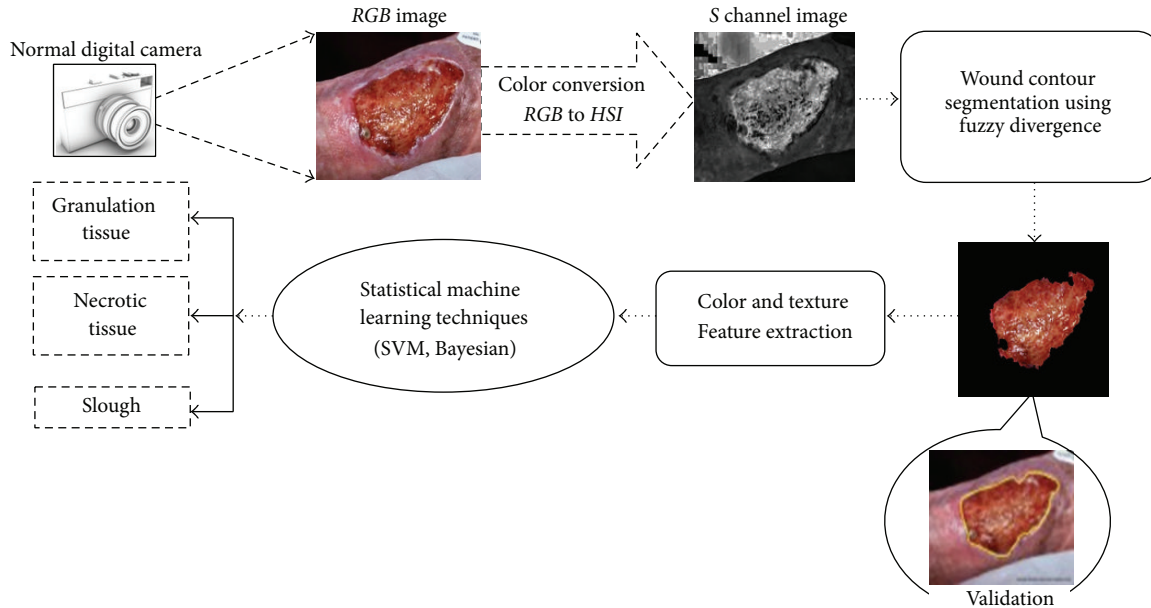 Normal digital camera
RGB image
S channel image
Color conversion
RGB to HSI
Wound contour
segmentation using
fuzzy divergence
Granulation
tissue
Necrotic
tissue
Slough
Statistical machine
learning techniques
(SVM, Bayesian)
Color and texture
Feature extraction
Validation